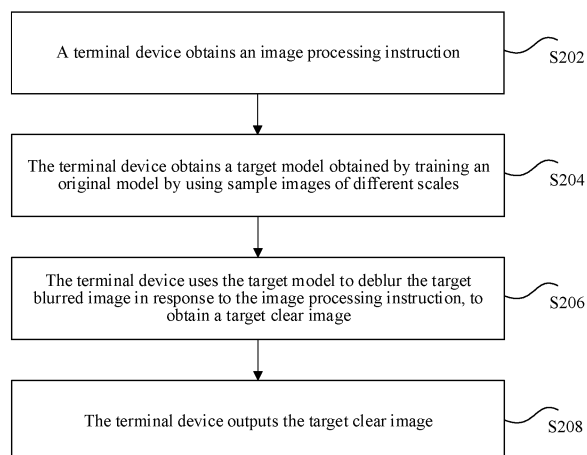 A terminal device obtains an image processing instruction
S202
The terminal device obtains a target model obtained by training an
original model by using sample images of different scales
S204
The terminal device uses the target model to deblur the target
blurred image in response to the image processing instruction, to
obtain a target clear image
S206
The terminal device outputs the target clear image
S208